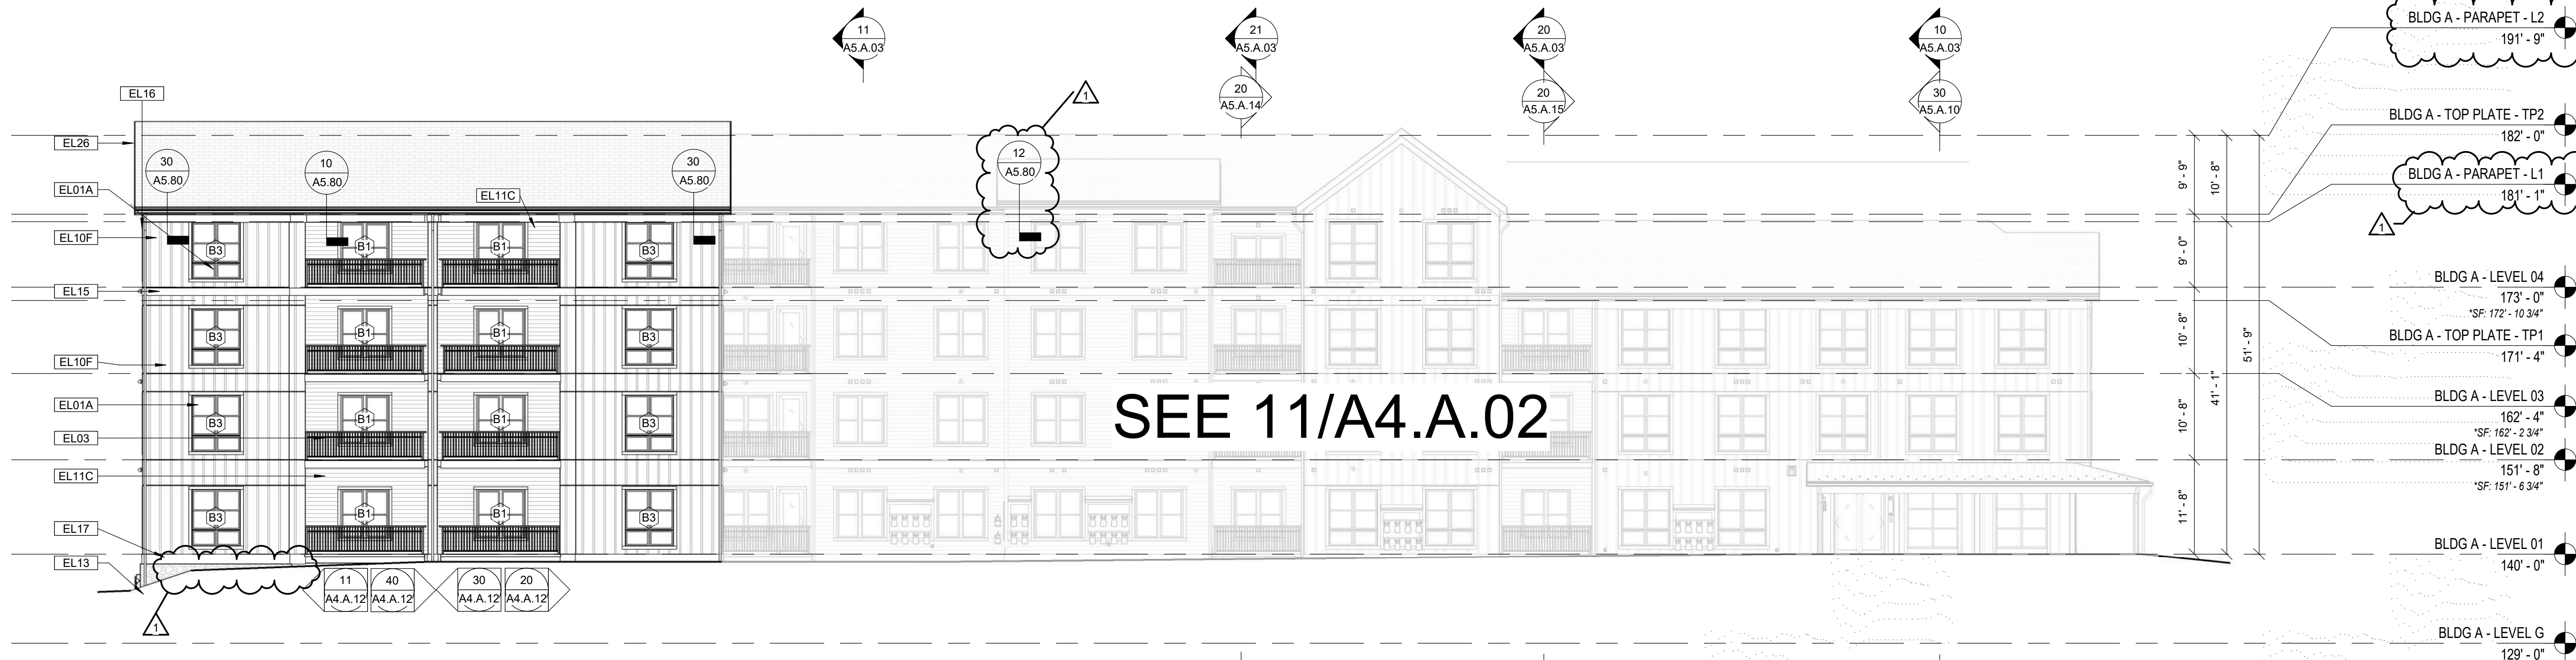 11
A5.A.03
21
A5.A.03
20
A5.A.03
10
A5.A.03
20
A5.A.14
20
A5.A.15
30
A5.A.10
BLDG A - PARAPET - L2
191' - 9"
BLDG A - TOP PLATE - TP2
182' - 0"
BLDG A - PARAPET - L1
181' - 1"
1
BLDG A - LEVEL 04
173' - 0"
*SF: 172' - 10 3/4"
BLDG A - TOP PLATE - TP1
171' - 4"
BLDG A - LEVEL 03
162' - 4"
*SF: 162' - 2 3/4"
BLDG A - LEVEL 02
151' - 8"
*SF: 151' - 6 3/4"
BLDG A - LEVEL 01
140' - 0"
BLDG A - LEVEL G
129' - 0"
9' - 9"
10' - 8"
9' - 0"
10' - 8"
51' - 9"
41' - 1"
10' - 8"
11' - 8"
EL16
EL26
EL01A
EL10F
EL15
EL10F
EL01A
EL03
EL11C
EL17
EL13
30
A5.80
10
A5.80
EL11C
30
A5.80
12
A5.80
1
B3
B1
B1
B3
B3
B1
B1
B3
B3
B1
B1
B3
B3
B1
B1
B3
SEE 11/A4.A.02
11
A4.A.12
40
A4.A.12
30
A4.A.12
20
A4.A.12
1